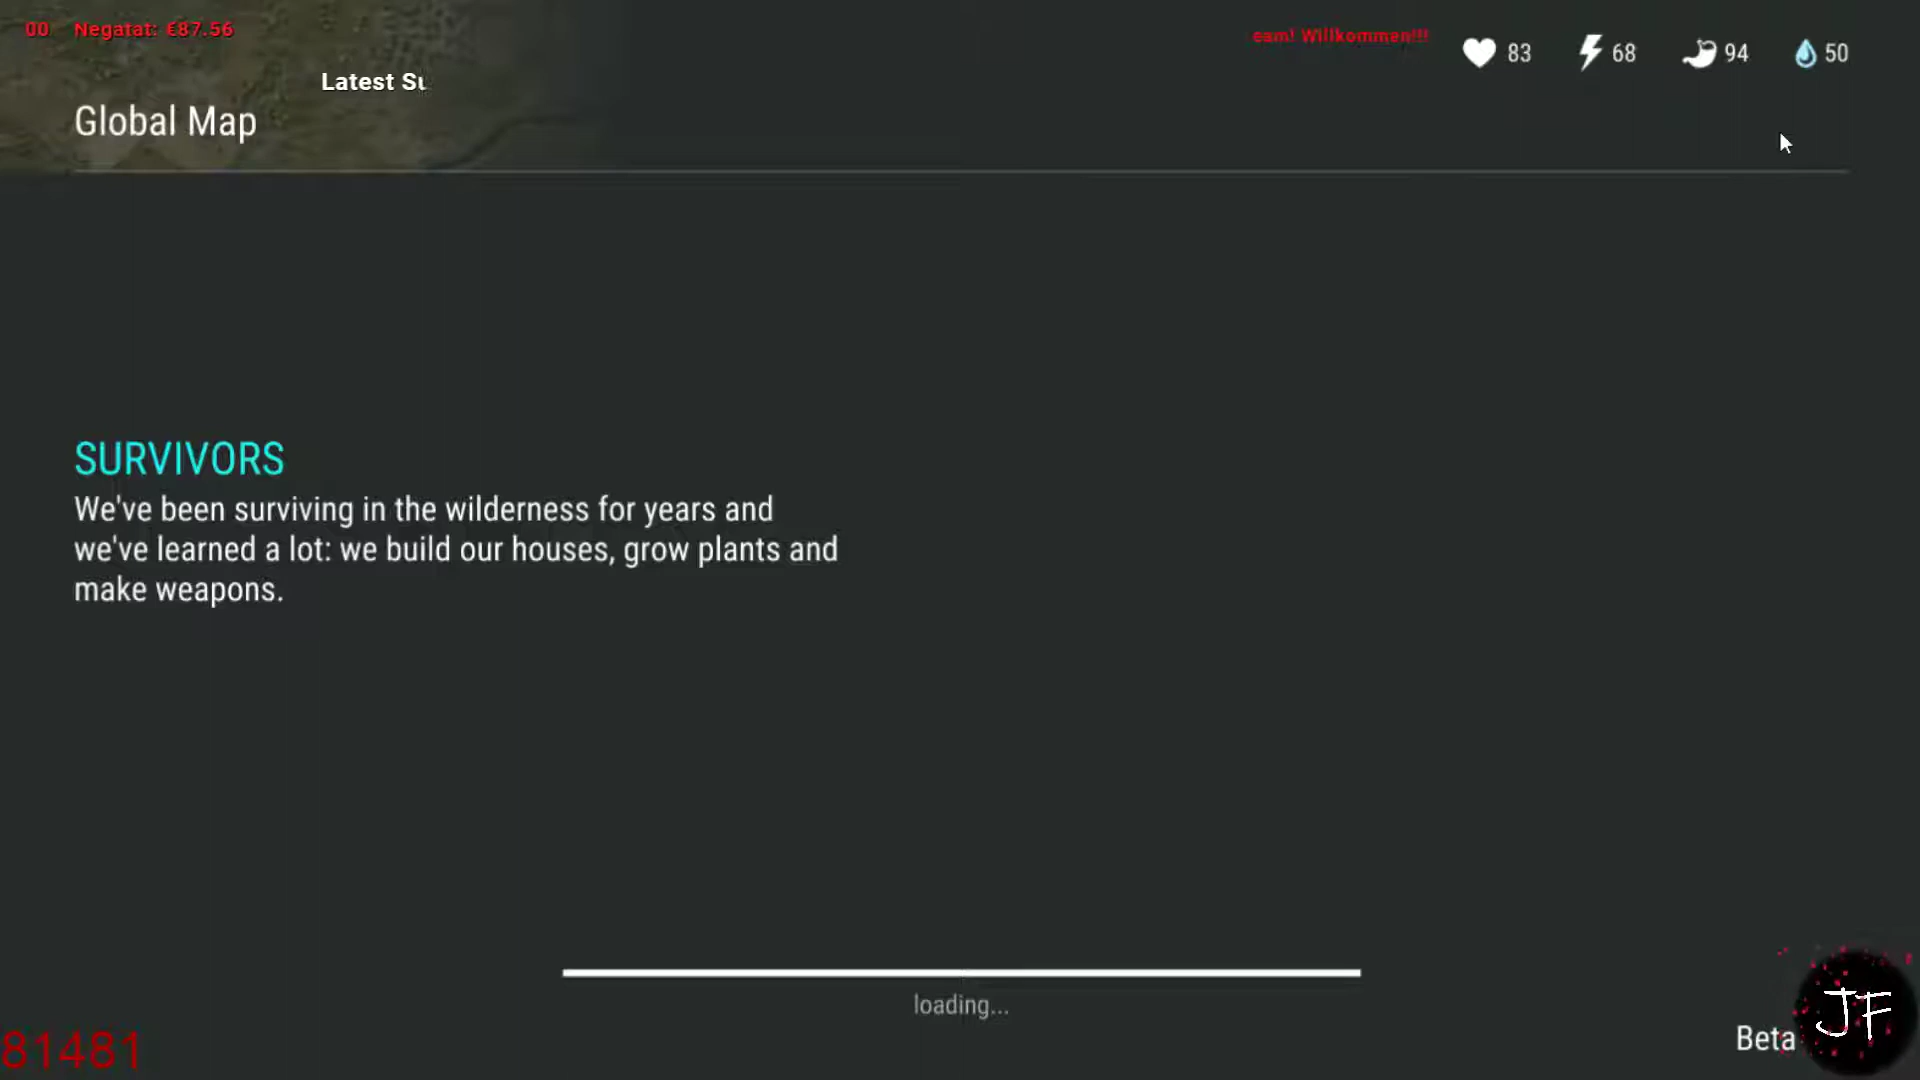 00 Negatat: €87.56
eam! Willkommen!!!
83 68 94 50
Latest Su
Global Map
SURVIVORS
We've been surviving in the wilderness for years and
we've learned a lot: we build our houses, grow plants and
make weapons.
loading...
81481
Beta
JF